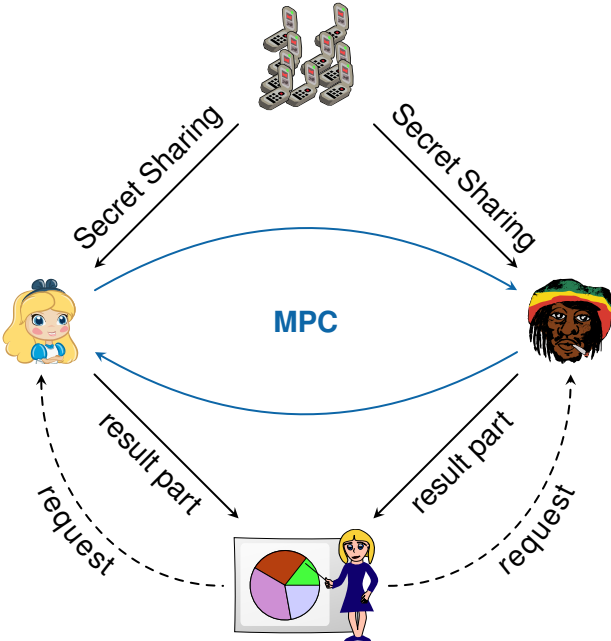 Secret Sharing
Secret Sharing
MPC
result part
result part
request
request